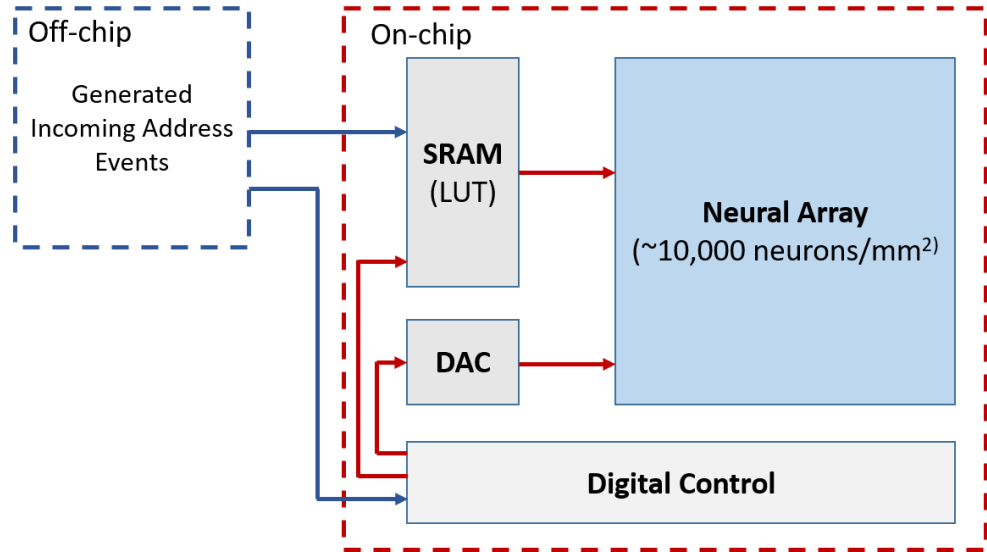 Off-chip
Generated
Incoming Address
Events
On-chip
SRAM
(LUT)
Neural Array
(~10,000 neurons/mm²⁾
DAC
Digital Control